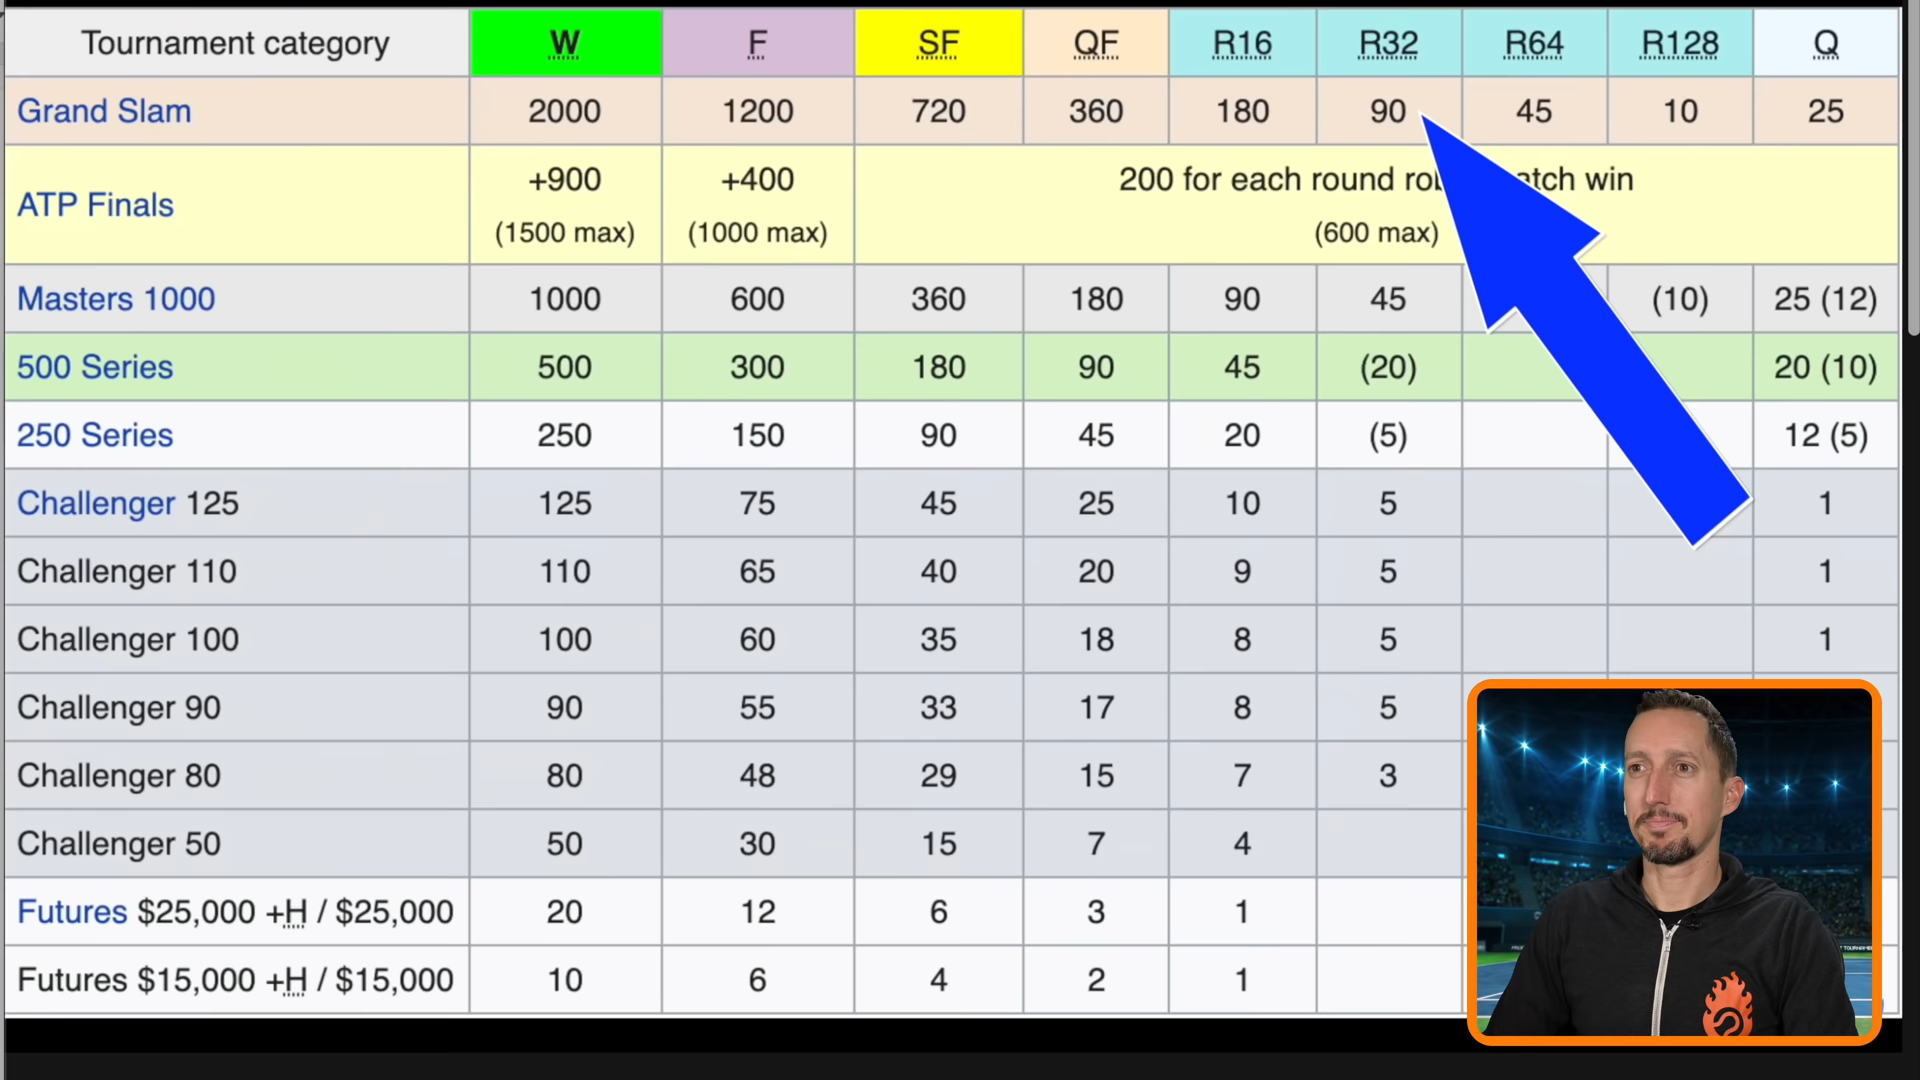 Tournament category W F SF QF R16 R32 R64 R128 Q
Grand Slam 2000 1200 720 360 180 90 45 10 25
ATP Finals +900 (1500 max) +400 (1000 max) 200 for each round win (600 max)
Masters 1000 1000 600 360 180 90 45 (10) 25 (12)
500 Series 500 300 180 90 45 (20) 20 (10)
250 Series 250 150 90 45 20 (5) 12 (5)
Challenger 125 125 75 45 25 10 5 1
Challenger 110 110 65 40 20 9 5 1
Challenger 100 100 60 35 18 8 5 1
Challenger 90 90 55 33 17 8 5
Challenger 80 80 48 29 15 7 3
Challenger 50 50 30 15 7 4
Futures $25,000 +H / $25,000 20 12 6 3 1
Futures $15,000 +H / $15,000 10 6 4 2 1